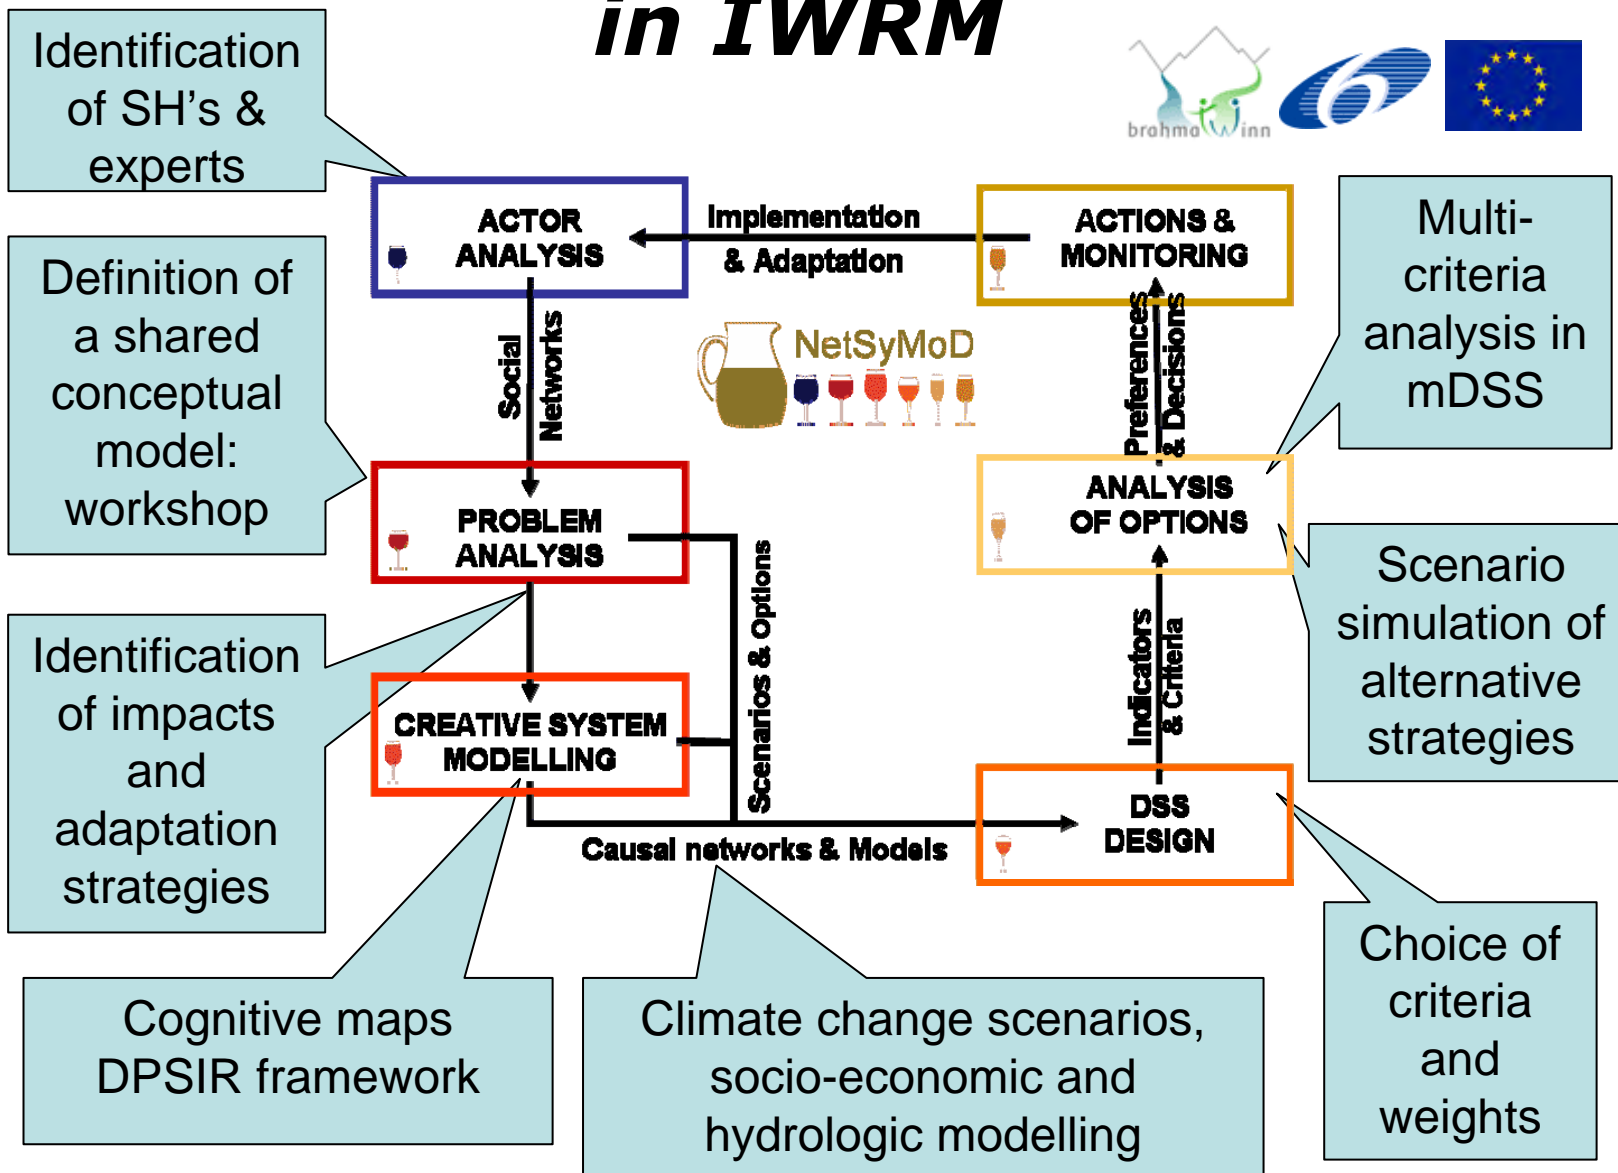 in IWRM
Identification
of SH's &
experts
brahmatwinn
6
ACTOR
ANALYSIS
Implementation
& Adaptation
ACTIONS &
MONITORING
Multi-
criteria
analysis in
mDSS
Definition of
a shared
conceptual
model:
workshop
Social
Networks
NetSyMoD
Preferences
& Decisions
PROBLEM
ANALYSIS
ANALYSIS
OF OPTIONS
Scenarios & Options
Scenario
simulation of
alternative
strategies
Identification
of impacts
and
adaptation
strategies
Indicators
& Criteria
CREATIVE SYSTEM
MODELLING
DSS
DESIGN
Causal networks & Models
Cognitive maps
DPSIR framework
Climate change scenarios,
socio-economic and
hydrologic modelling
Choice of
criteria
and
weights